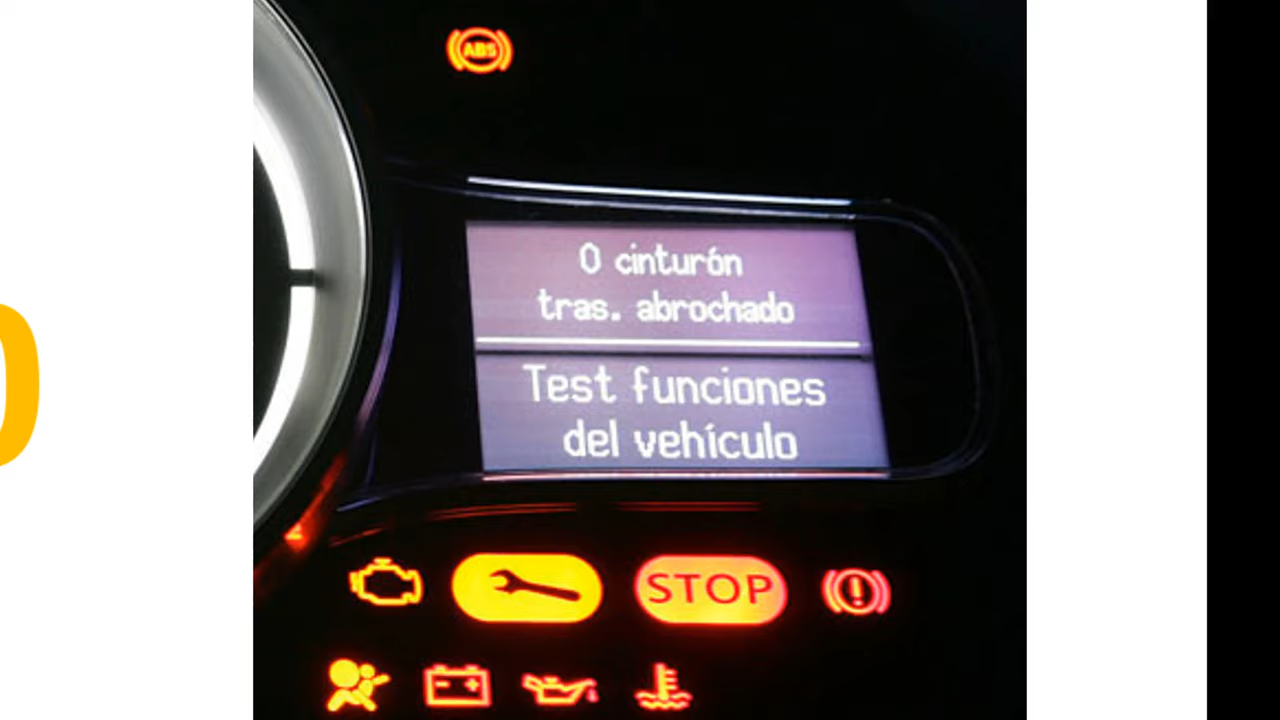 ABS
0 cinturón
tras. abrochado
Test funciones
del vehículo
STOP